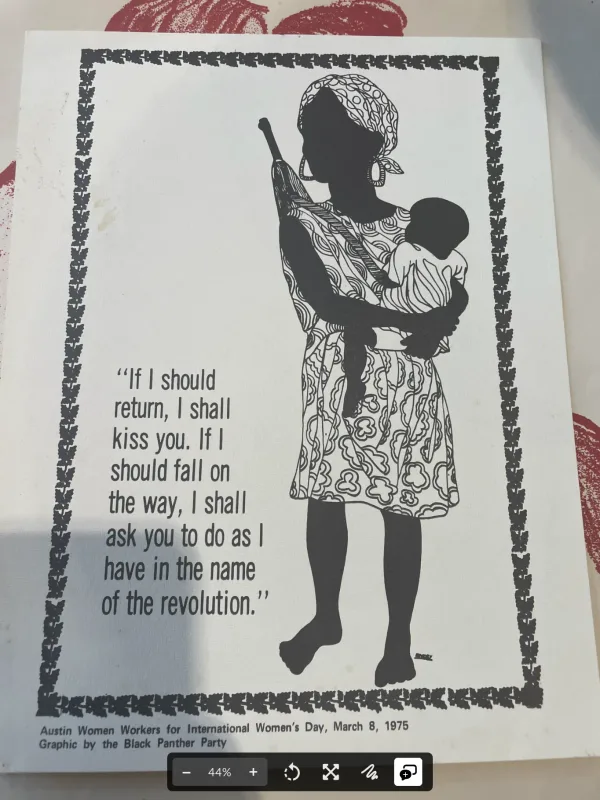 “If I should
return, I shall
kiss you. If I
should fall on
the way, I shall
ask you to do as I
have in the name
of the revolution.”
Austin Women Workers for International Women's Day, March 8, 1975
Graphic by the Black Panther Party
44%